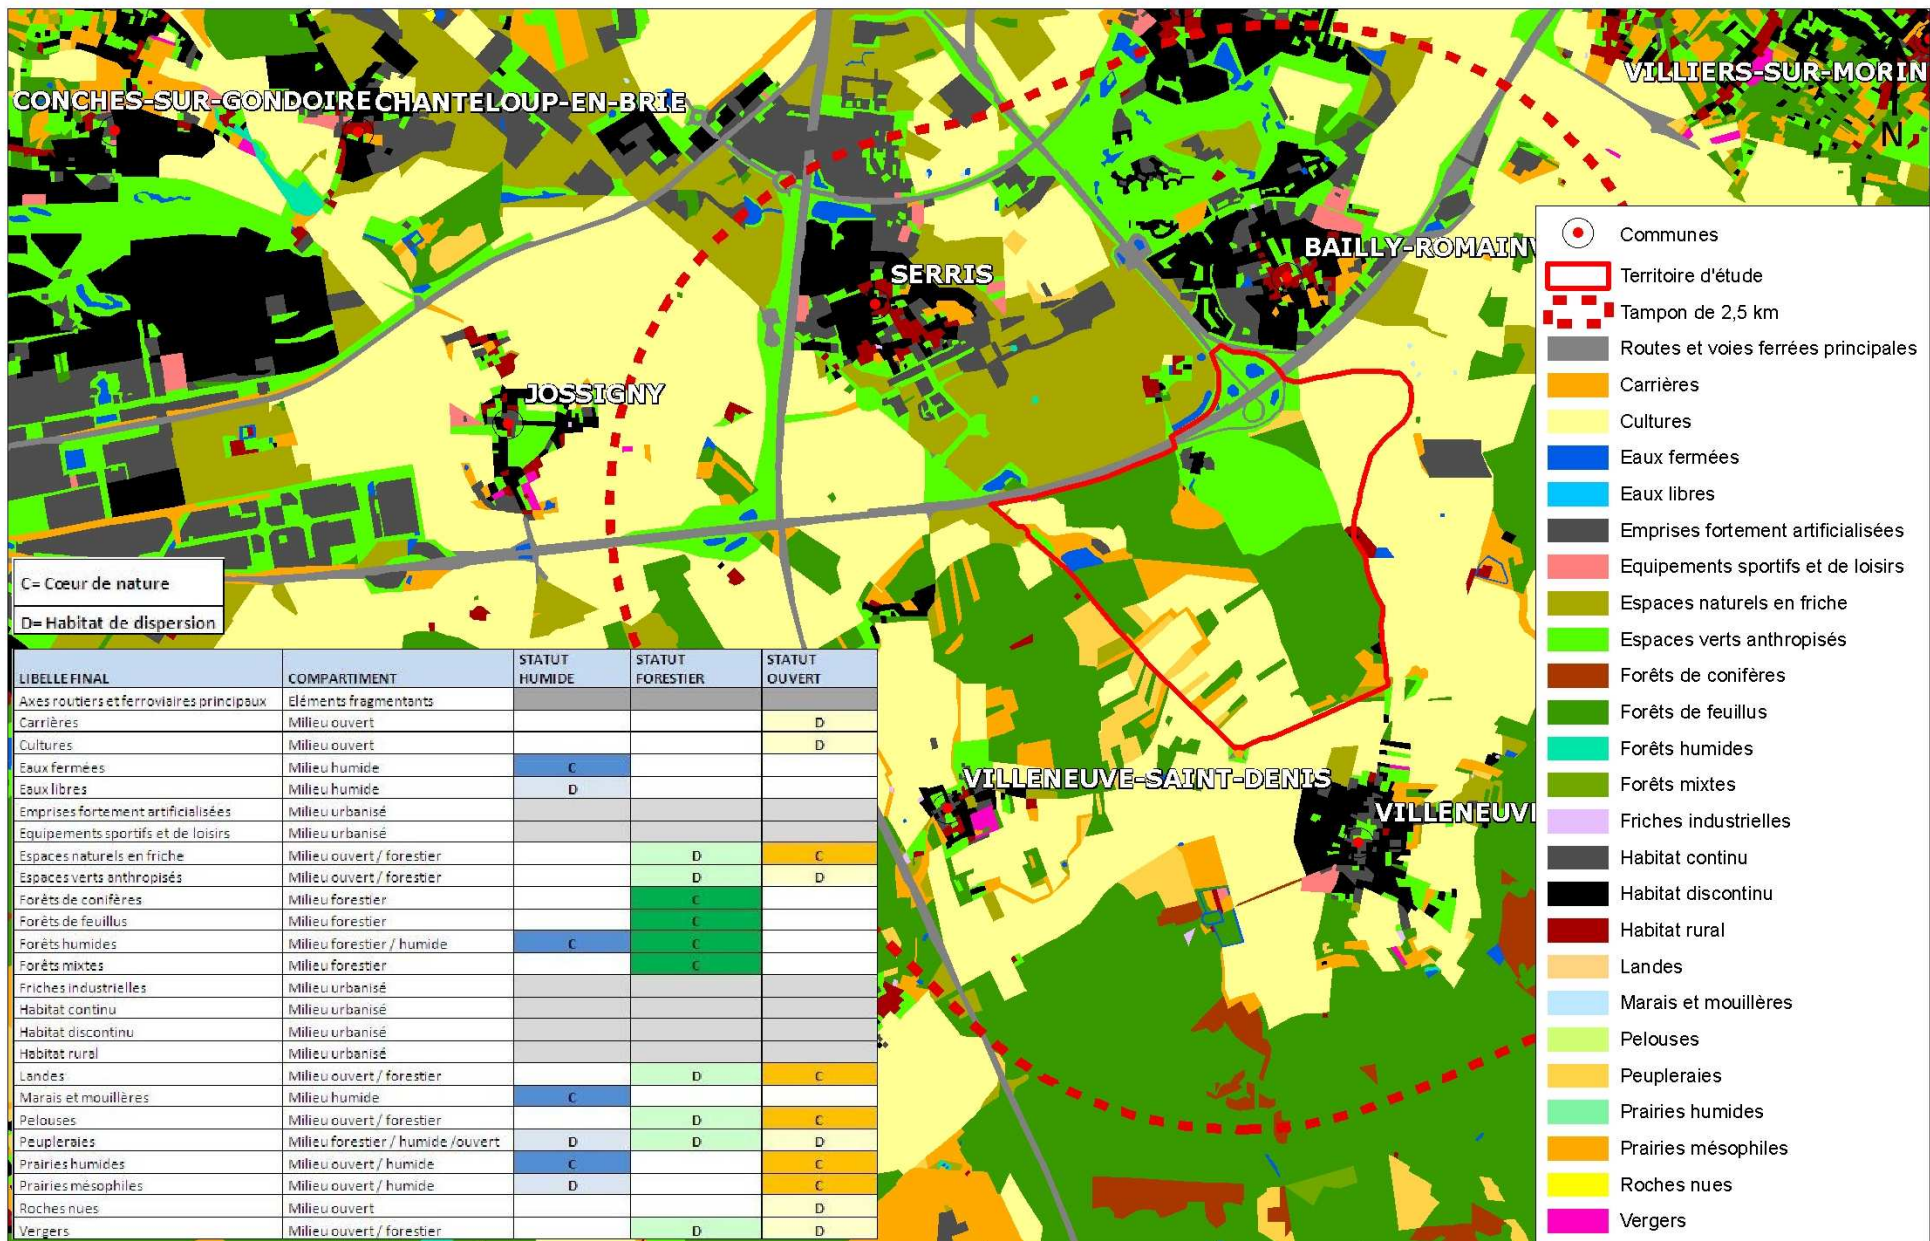 CONCHES-SUR-GONDOIRE
CHANTELOUP-EN-BRIE
VILLIERS-SUR-MORIN
N
BAILLY-ROMAINV
SERRIS
JOSSIGNY
VILLENEUVE-SAINT-DENIS
VILLENEUVE
C= Cœur de nature
D= Habitat de dispersion
LIBELLE FINAL COMPARTIMENT STATUT HUMIDE STATUT FORESTIER STATUT OUVERT
Axes routiers et ferroviaires principaux Eléments fragmentants
Carrières Milieu ouvert D
Cultures Milieu ouvert D
Eaux fermées Milieu humide C
Eaux libres Milieu humide D
Emprises fortement artificialisées Milieu urbanisé
Equipements sportifs et de loisirs Milieu urbanisé
Espaces naturels en friche Milieu ouvert / forestier D C
Espaces verts anthropisés Milieu ouvert / forestier D D
Forêts de conifères Milieu forestier C
Forêts de feuillus Milieu forestier C
Forêts humides Milieu forestier / humide C C
Forêts mixtes Milieu forestier C
Friches industrielles Milieu urbanisé
Habitat continu Milieu urbanisé
Habitat discontinu Milieu urbanisé
Habitat rural Milieu urbanisé
Landes Milieu ouvert / forestier D C
Marais et mouillères Milieu humide C
Pelouses Milieu ouvert / forestier D C
Peupleraies Milieu forestier / humide /ouvert D D D
Prairies humides Milieu ouvert / humide C C
Prairies mésophiles Milieu ouvert / humide D C
Roches nues Milieu ouvert D
Vergers Milieu ouvert / forestier D D
Communes
Territoire d'étude
Tampon de 2,5 km
Routes et voies ferrées principales
Carrières
Cultures
Eaux fermées
Eaux libres
Emprises fortement artificialisées
Equipements sportifs et de loisirs
Espaces naturels en friche
Espaces verts anthropisés
Forêts de conifères
Forêts de feuillus
Forêts humides
Forêts mixtes
Friches industrielles
Habitat continu
Habitat discontinu
Habitat rural
Landes
Marais et mouillères
Pelouses
Peupleraies
Prairies humides
Prairies mésophiles
Roches nues
Vergers